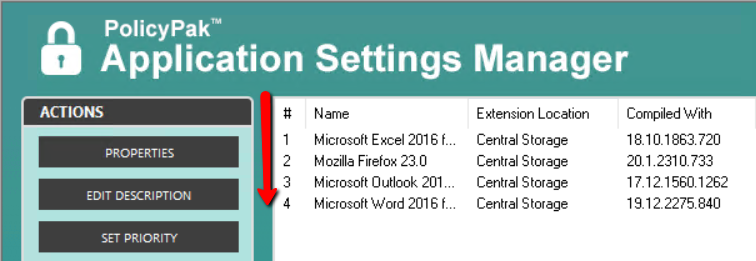 PolicyPak™
Application Settings Manager
ACTIONS
PROPERTIES
EDIT DESCRIPTION
SET PRIORITY
# Name Extension Location Compiled With
1 Microsoft Excel 2016 f... Central Storage 18.10.1863.720
2 Mozilla Firefox 23.0 Central Storage 20.1.2310.733
3 Microsoft Outlook 201... Central Storage 17.12.1560.1262
4 Microsoft Word 2016 f... Central Storage 19.12.2275.840